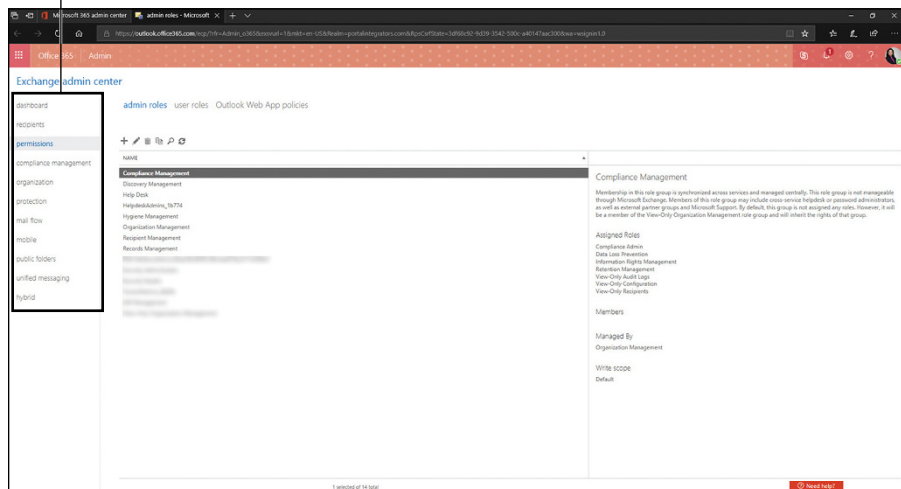 Microsoft 365 admin center
admin roles - Microsoft
Office 365 Admin
Exchange admin center
dashboard
recipients
permissions
compliance management
organization
protection
mail flow
mobile
public folders
unified messaging
hybrid
admin roles user roles Outlook Web App policies
NAME
Compliance Management
Discovery Management
Help Desk
HelpdeskAdmins_16774
Hygiene Management
Organization Management
Recipient Management
Records Management
1 selected of 14 total
Compliance Management
Membership in this role group is synchronized across services and managed centrally. This role group is not manageable
through Microsoft Exchange. Members of this role group may include cross-service helpdesk or password administrators,
as well as external partner groups and Microsoft Support. By default, this group is not assigned any roles. However, it will
be a member of the View-Only Organization Management role group and will inherit the rights of that group.
Assigned Roles
Compliance Admin
Data Loss Prevention
Information Rights Management
Retention Management
View-Only Audit Logs
View-Only Configuration
View-Only Recipients
Members
Managed By
Organization Management
Write scope
Default
Need help?